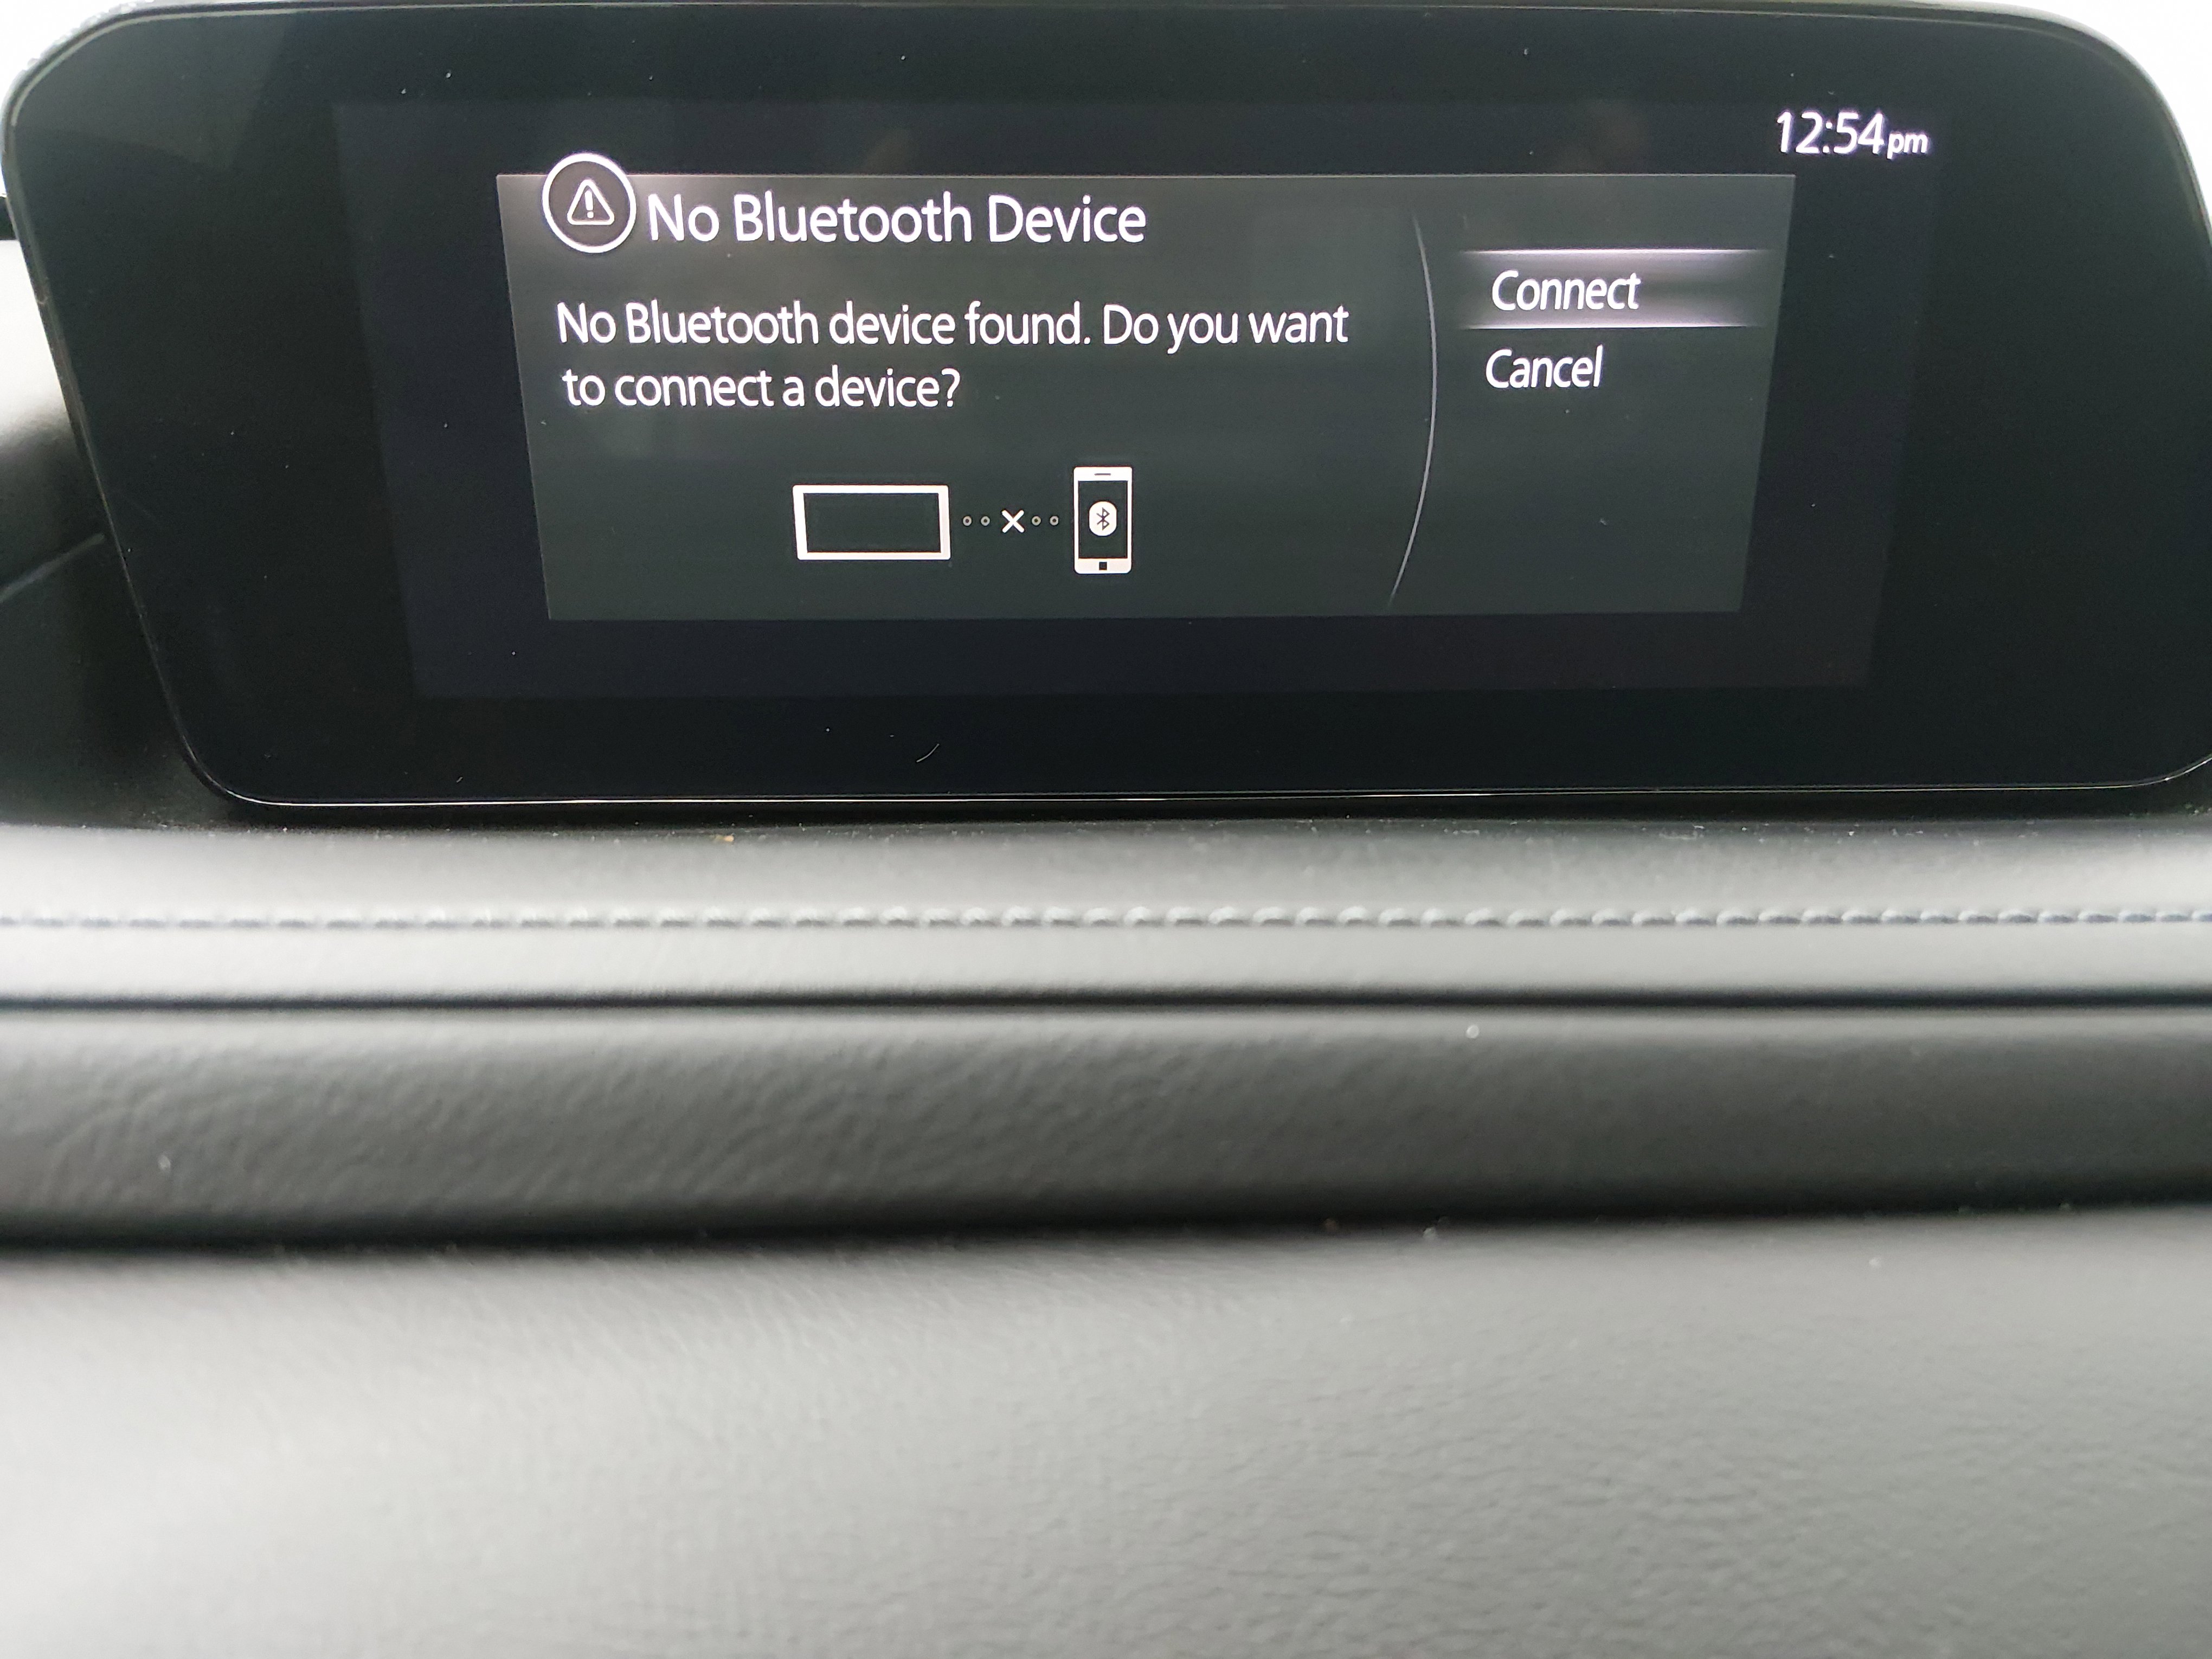 12:54pm
No Bluetooth Device
No Bluetooth device found. Do you want
to connect a device?
Connect
Cancel